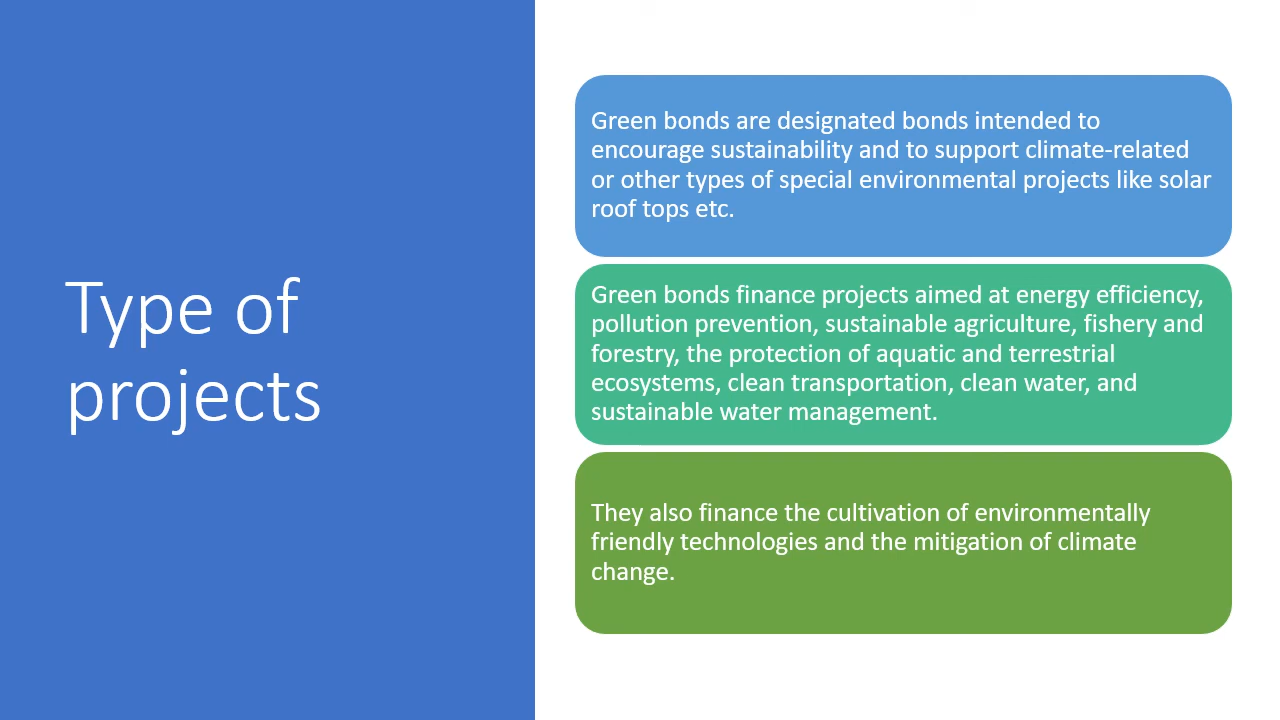 Type of
projects
Green bonds are designated bonds intended to
encourage sustainability and to support climate-related
or other types of special environmental projects like solar
roof tops etc.
Green bonds finance projects aimed at energy efficiency,
pollution prevention, sustainable agriculture, fishery and
forestry, the protection of aquatic and terrestrial
ecosystems, clean transportation, clean water, and
sustainable water management.
They also finance the cultivation of environmentally
friendly technologies and the mitigation of climate
change.